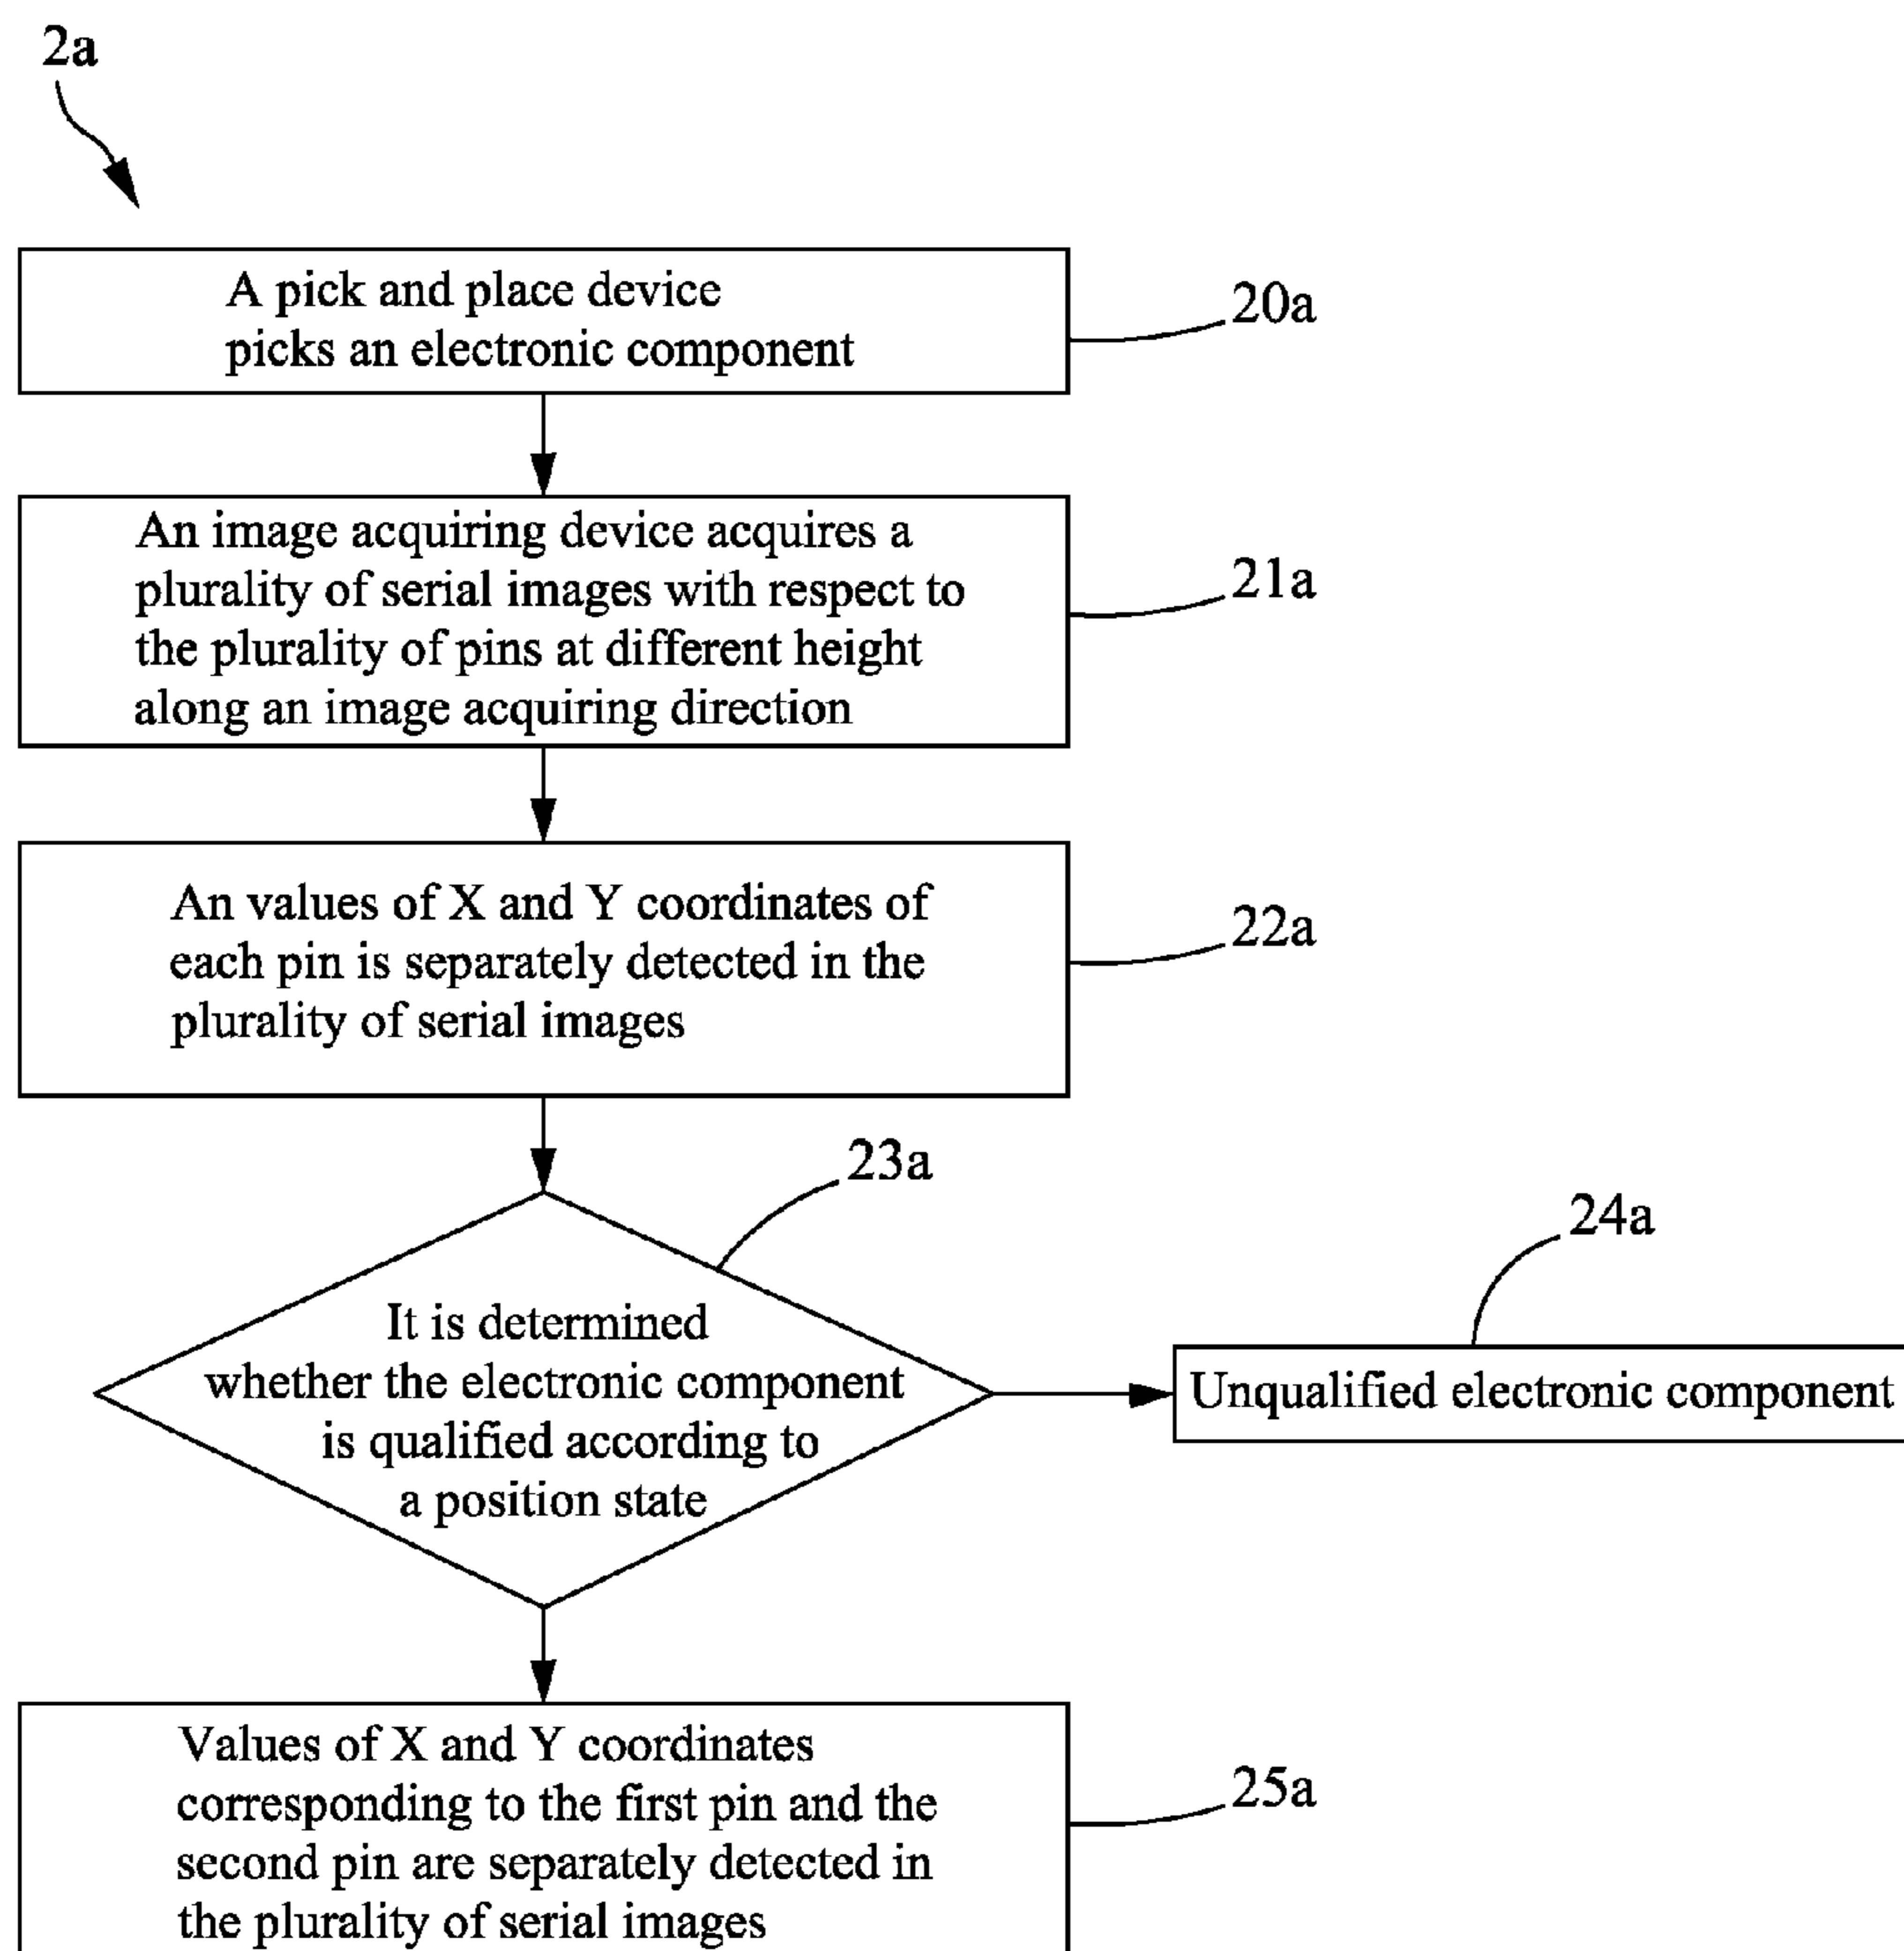 2a
A pick and place device
picks an electronic component
20a
An image acquiring device acquires a
plurality of serial images with respect to
the plurality of pins at different height
along an image acquiring direction
21a
An values of X and Y coordinates of
each pin is separately detected in the
plurality of serial images
22a
23a
It is determined
whether the electronic component
is qualified according to
a position state
24a
Unqualified electronic component
Values of X and Y coordinates
corresponding to the first pin and the
second pin are separately detected in
the plurality of serial images
25a